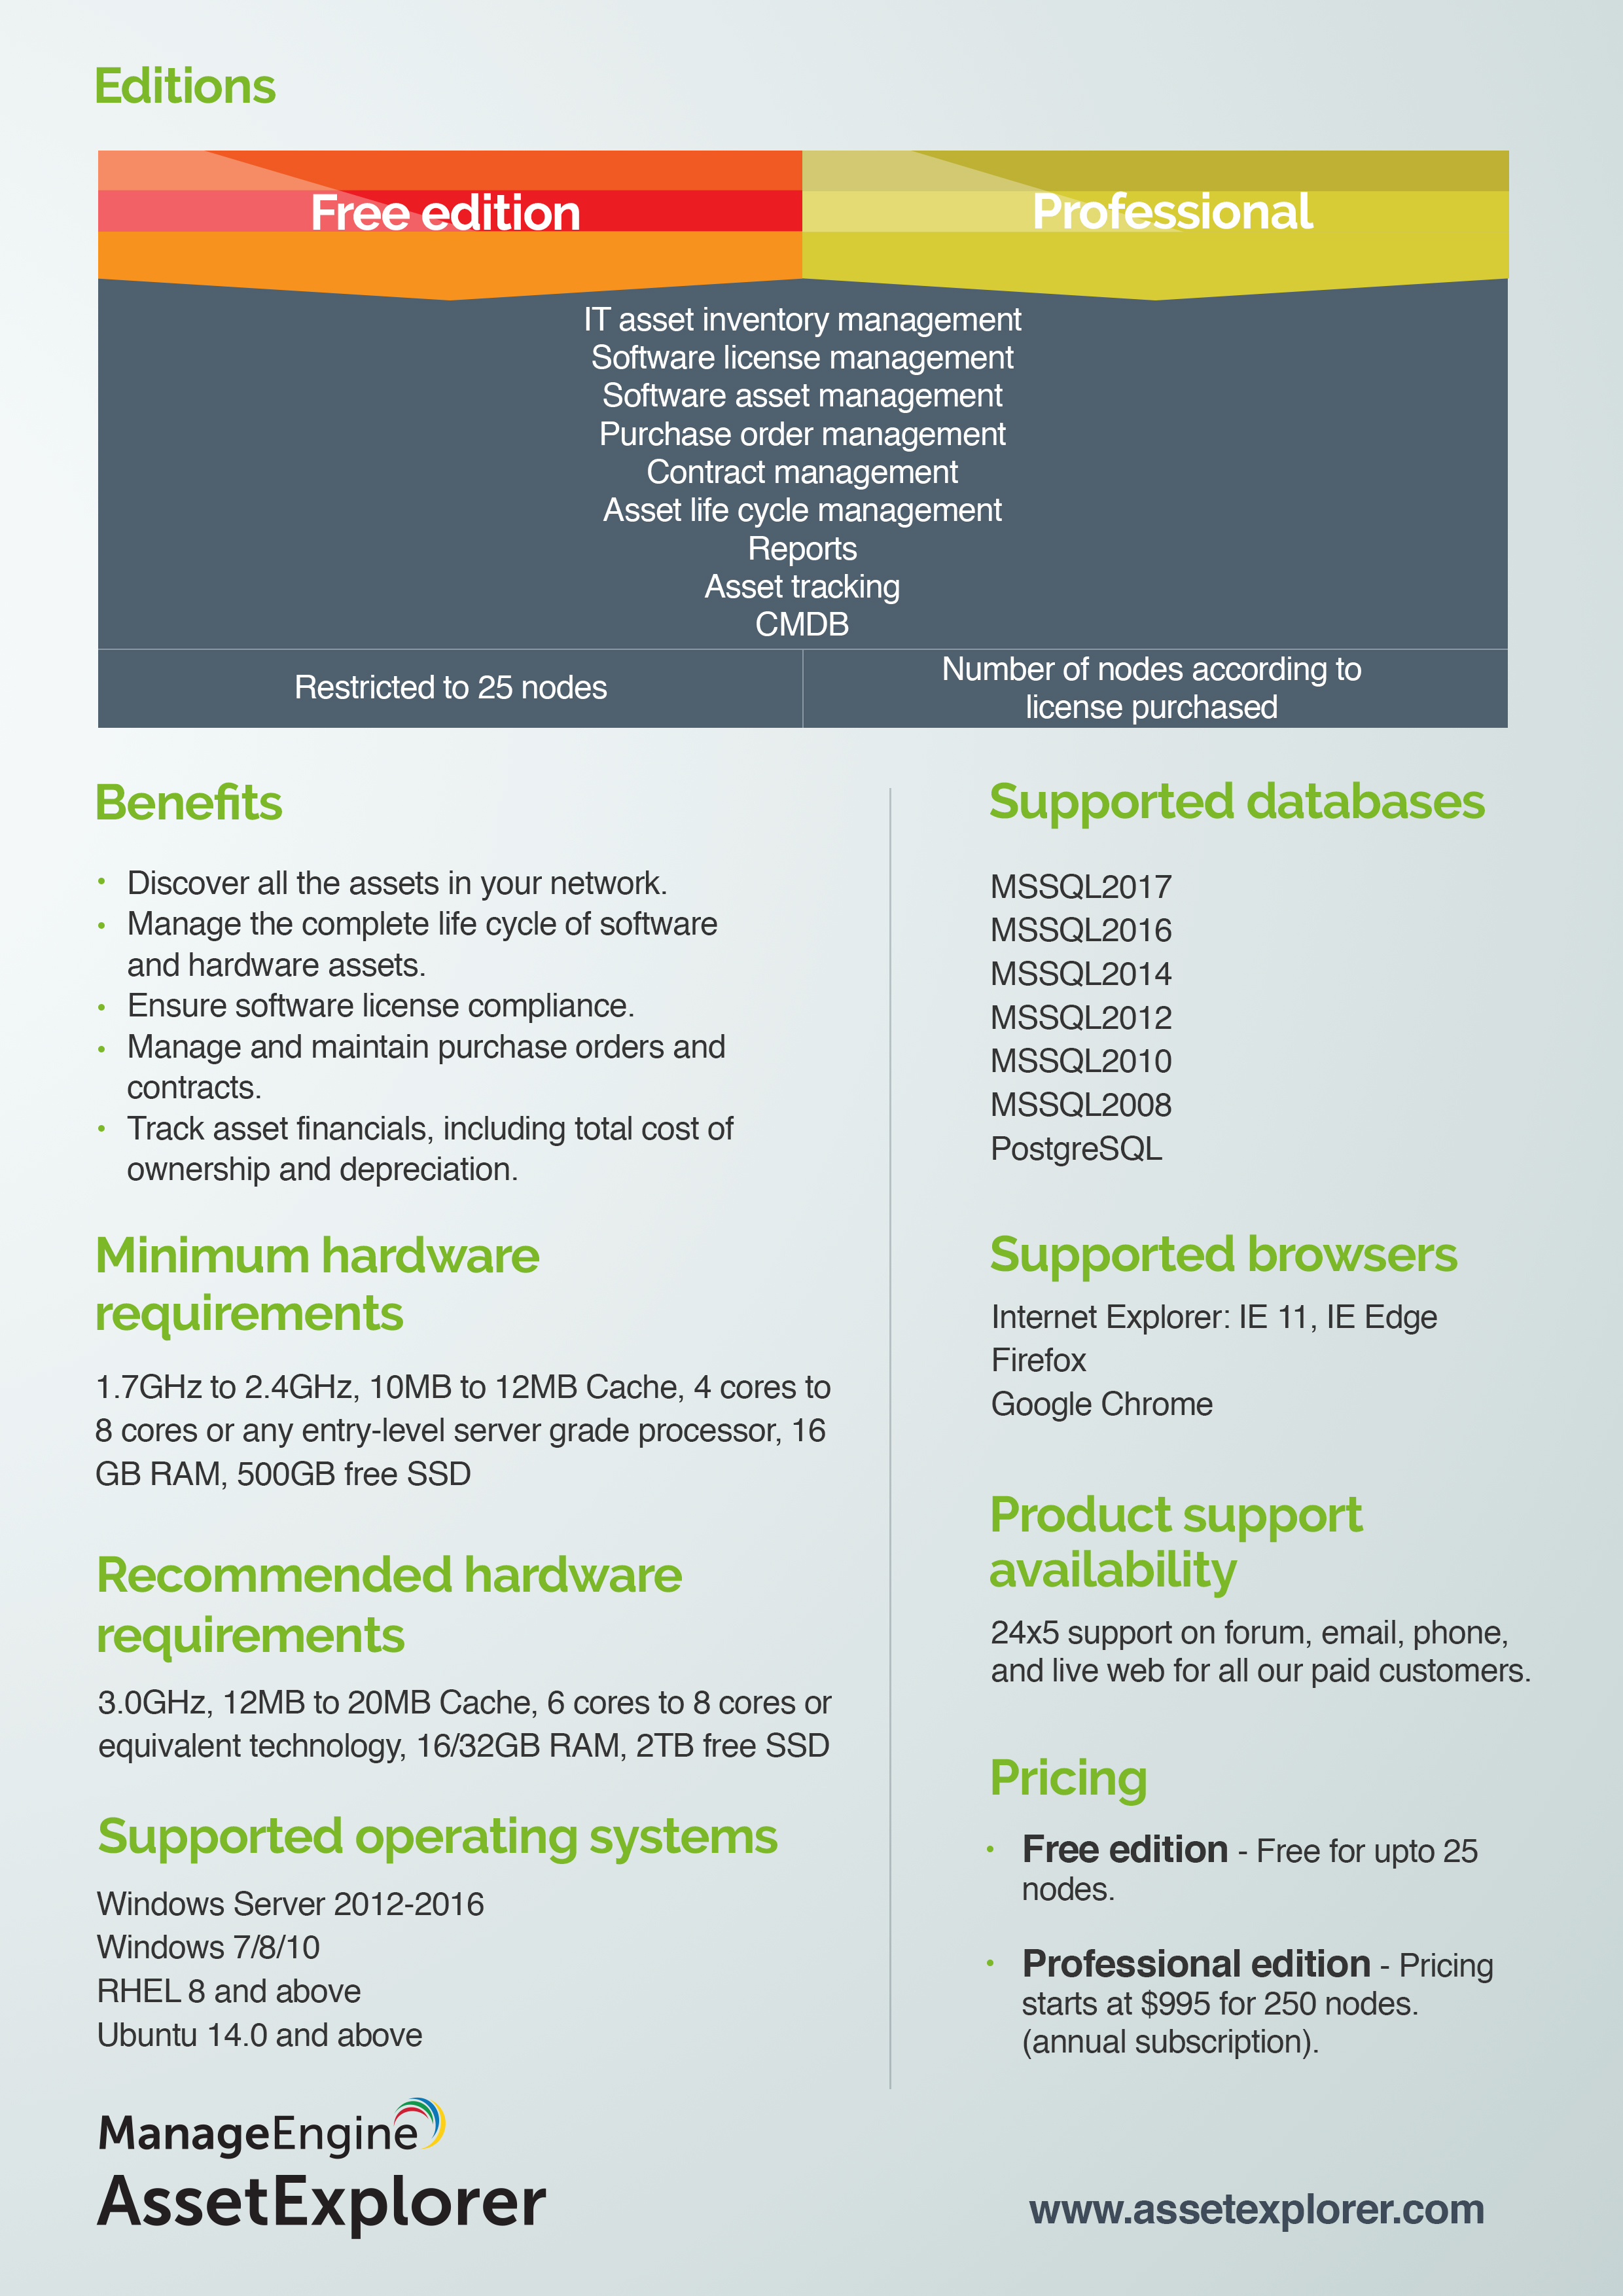 Editions
Free edition
Professional
IT asset inventory management
Software license management
Software asset management
Purchase order management
Contract management
Asset life cycle management
Reports
Asset tracking
CMDB
Restricted to 25 nodes
Number of nodes according to
license purchased
Benefits
• Discover all the assets in your network.
• Manage the complete life cycle of software
and hardware assets.
• Ensure software license compliance.
• Manage and maintain purchase orders and
contracts.
• Track asset financials, including total cost of
ownership and depreciation.
Minimum hardware
requirements
1.7GHz to 2.4GHz, 10MB to 12MB Cache, 4 cores to
8 cores or any entry-level server grade processor, 16
GB RAM, 500GB free SSD
Recommended hardware
requirements
3.0GHz, 12MB to 20MB Cache, 6 cores to 8 cores or
equivalent technology, 16/32GB RAM, 2TB free SSD
Supported operating systems
Windows Server 2012-2016
Windows 7/8/10
RHEL 8 and above
Ubuntu 14.0 and above
Supported databases
MSSQL2017
MSSQL2016
MSSQL2014
MSSQL2012
MSSQL2010
MSSQL2008
PostgreSQL
Supported browsers
Internet Explorer: IE 11, IE Edge
Firefox
Google Chrome
Product support
availability
24x5 support on forum, email, phone,
and live web for all our paid customers.
Pricing
• Free edition - Free for upto 25
nodes.
• Professional edition - Pricing
starts at $995 for 250 nodes.
(annual subscription).
ManageEngine
AssetExplorer
www.assetexplorer.com